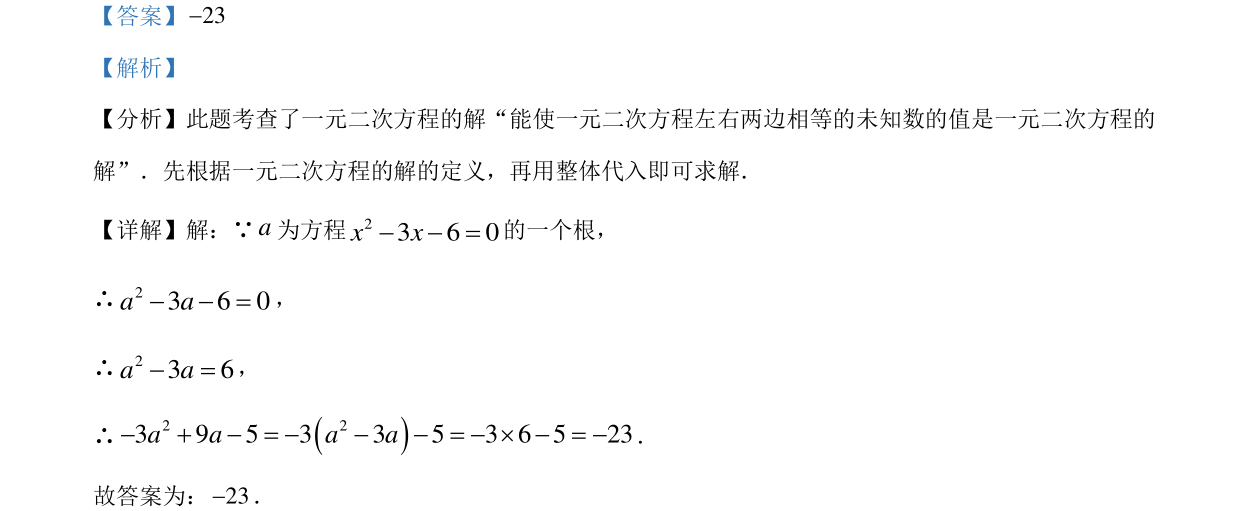 【答案】−23
【解析】
【分析】此题考查了一元二次方程的解“能使一元二次方程左右两边相等的未知数的值是一元二次方程的
解”．先根据一元二次方程的解的定义，再用整体代入即可求解．
【详解】解：∵ a 为方程 x² − 3x − 6 = 0 的一个根，
∴ a² − 3a − 6 = 0，
∴ a² − 3a = 6，
∴ −3a² + 9a − 5 = −3(a² − 3a) − 5 = −3×6 − 5 = −23．
故答案为：−23．